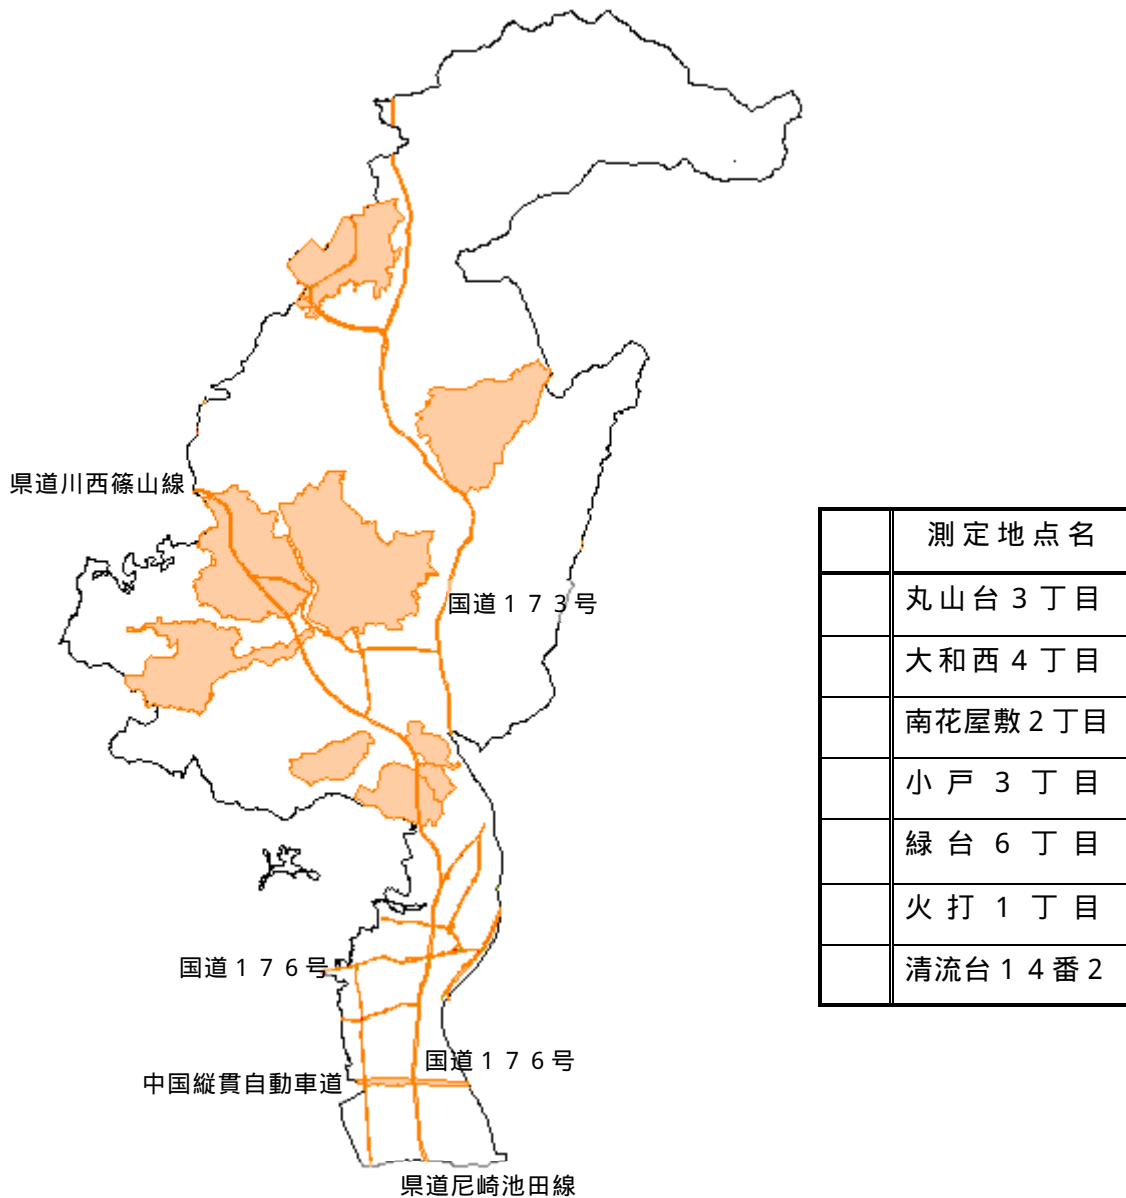 県道川西篠山線
国道１７３号
国道１７６号
国道１７６号
中国縦貫自動車道
県道尼崎池田線
測定地点名
丸山台３丁目
大和西４丁目
南花屋敷２丁目
小戸３丁目
緑台６丁目
火打１丁目
清流台１４番２